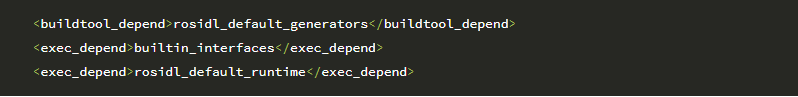 <buildtool_depend>rosidl_default_generators</buildtool_depend>
<exec_depend>builtin_interfaces</exec_depend>
<exec_depend>rosidl_default_runtime</exec_depend>